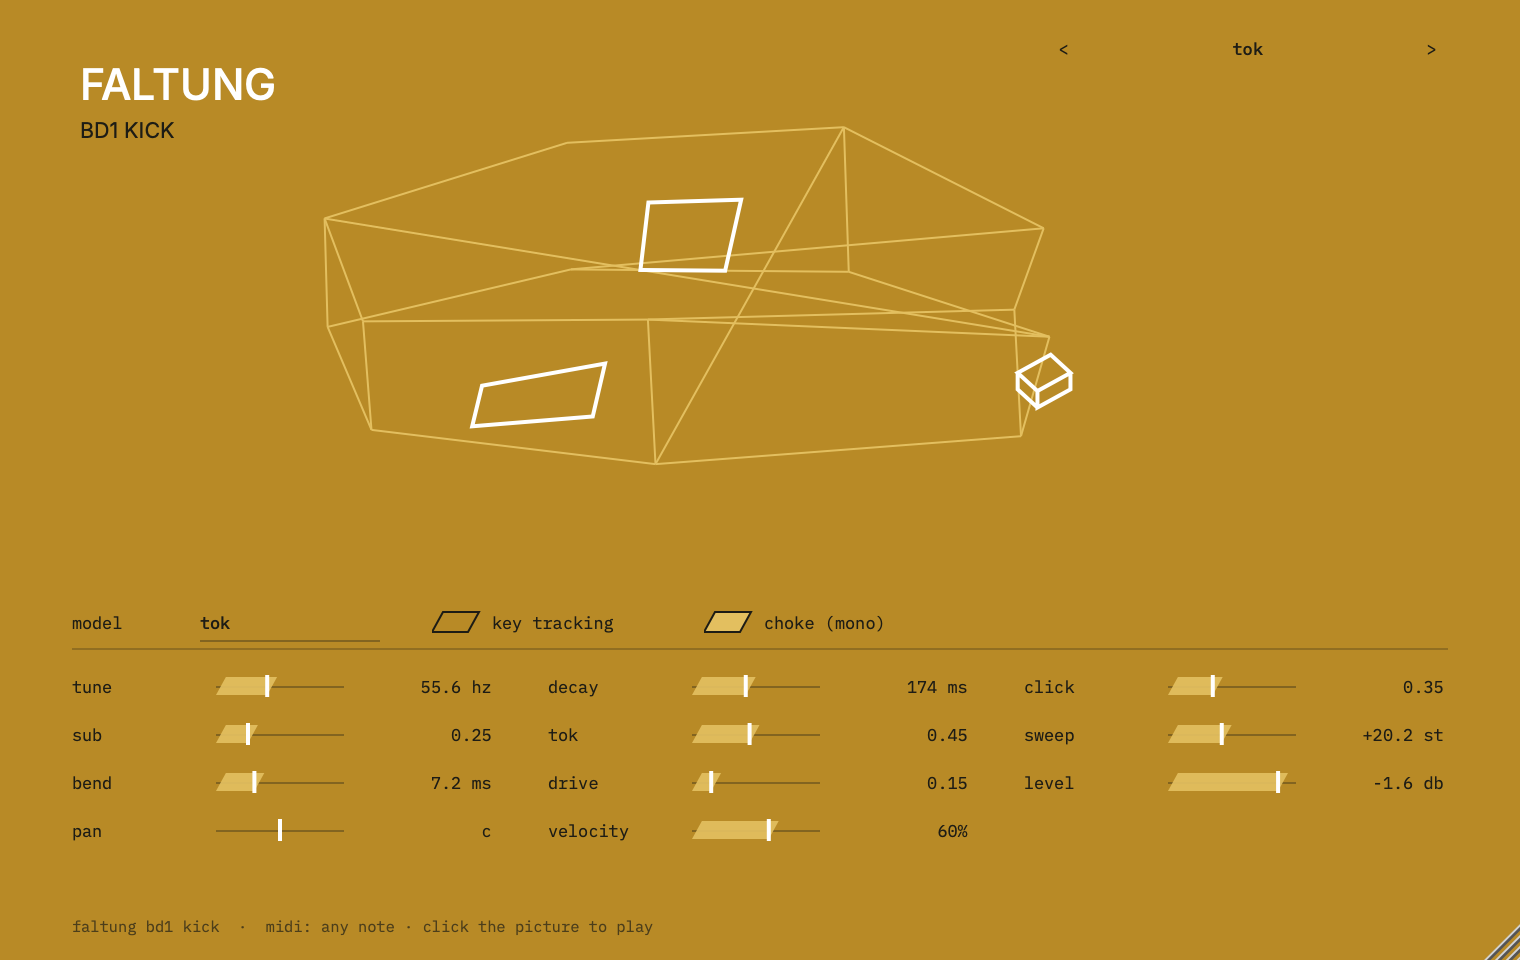 < tok >
FALTUNG
BD1 KICK
model tok key tracking choke (mono)
tune 55.6 hz decay 174 ms click 0.35
sub 0.25 tok 0.45 sweep +20.2 st
bend 7.2 ms drive 0.15 level -1.6 db
pan c velocity 60%
faltung bd1 kick · midi: any note · click the picture to play